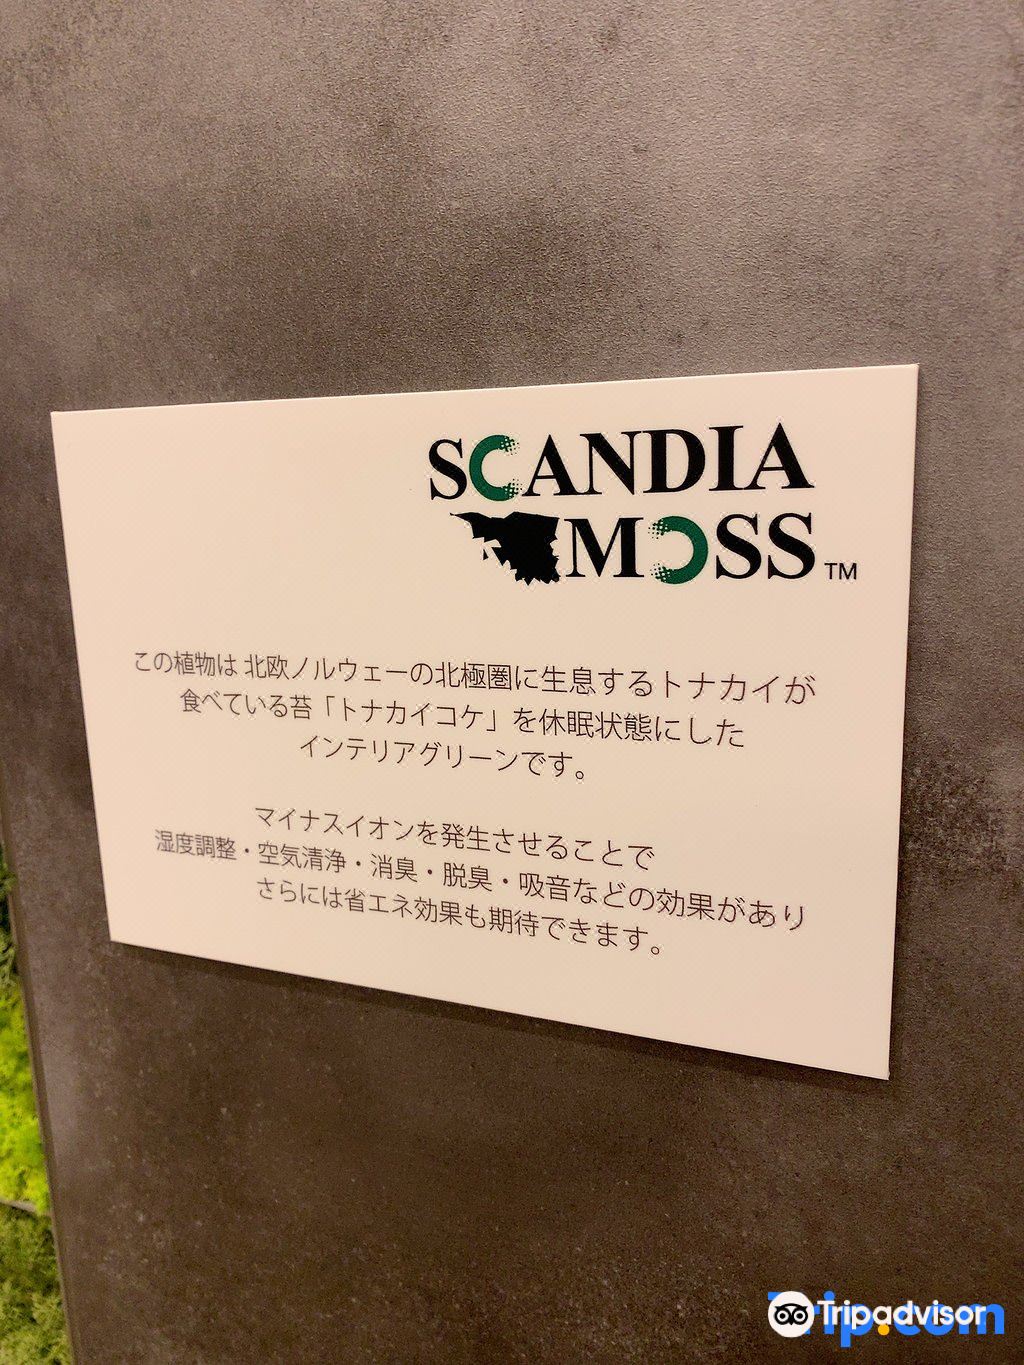 SCANDIA
MOSS TM
この植物は 北欧ノルウェーの北極圏に生息するトナカイが
食べている苔「トナカイコケ」を休眠状態にした
インテリアグリーンです。
マイナスイオンを発生させることで
湿度調整・空気清浄・消臭・脱臭・吸音などの効果があり
さらには省エネ効果も期待できます。
Trip.com
Tripadvisor